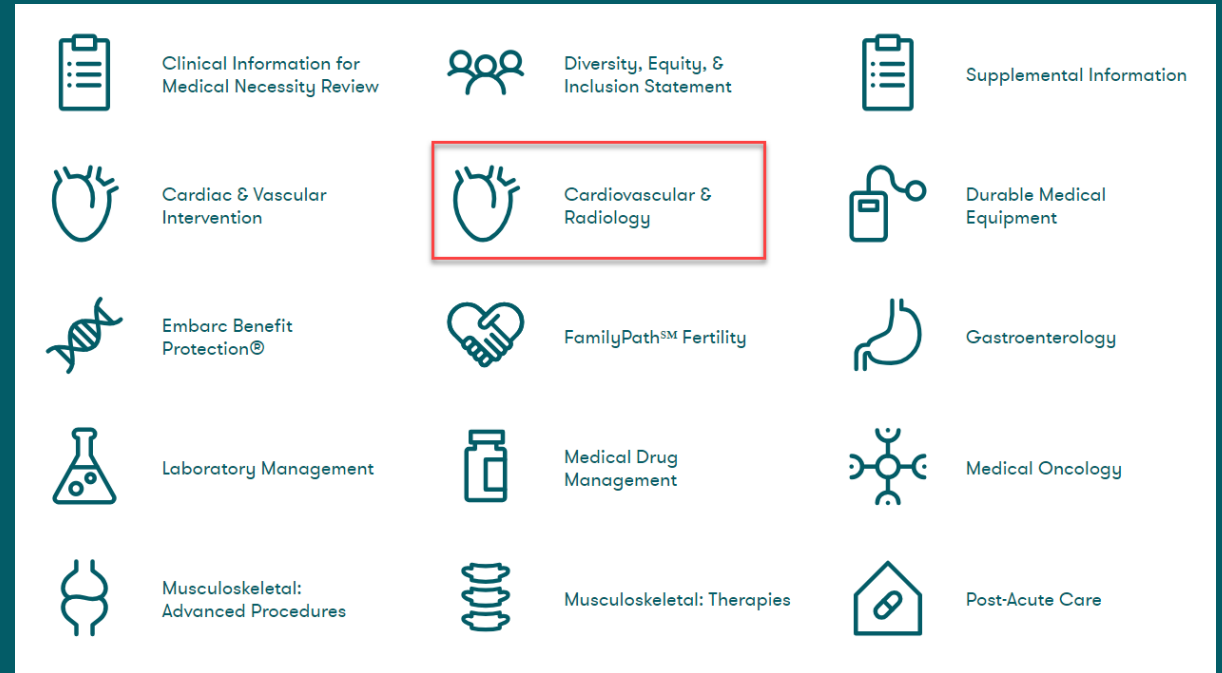 Clinical Information for
Medical Necessity Review
Diversity, Equity, &
Inclusion Statement
Supplemental Information
Cardiac & Vascular
Intervention
Cardiovascular &
Radiology
Durable Medical
Equipment
Embarc Benefit
Protection®
FamilyPath℠ Fertility
Gastroenterology
Laboratory Management
Medical Drug
Management
Medical Oncology
Musculoskeletal:
Advanced Procedures
Musculoskeletal: Therapies
Post-Acute Care